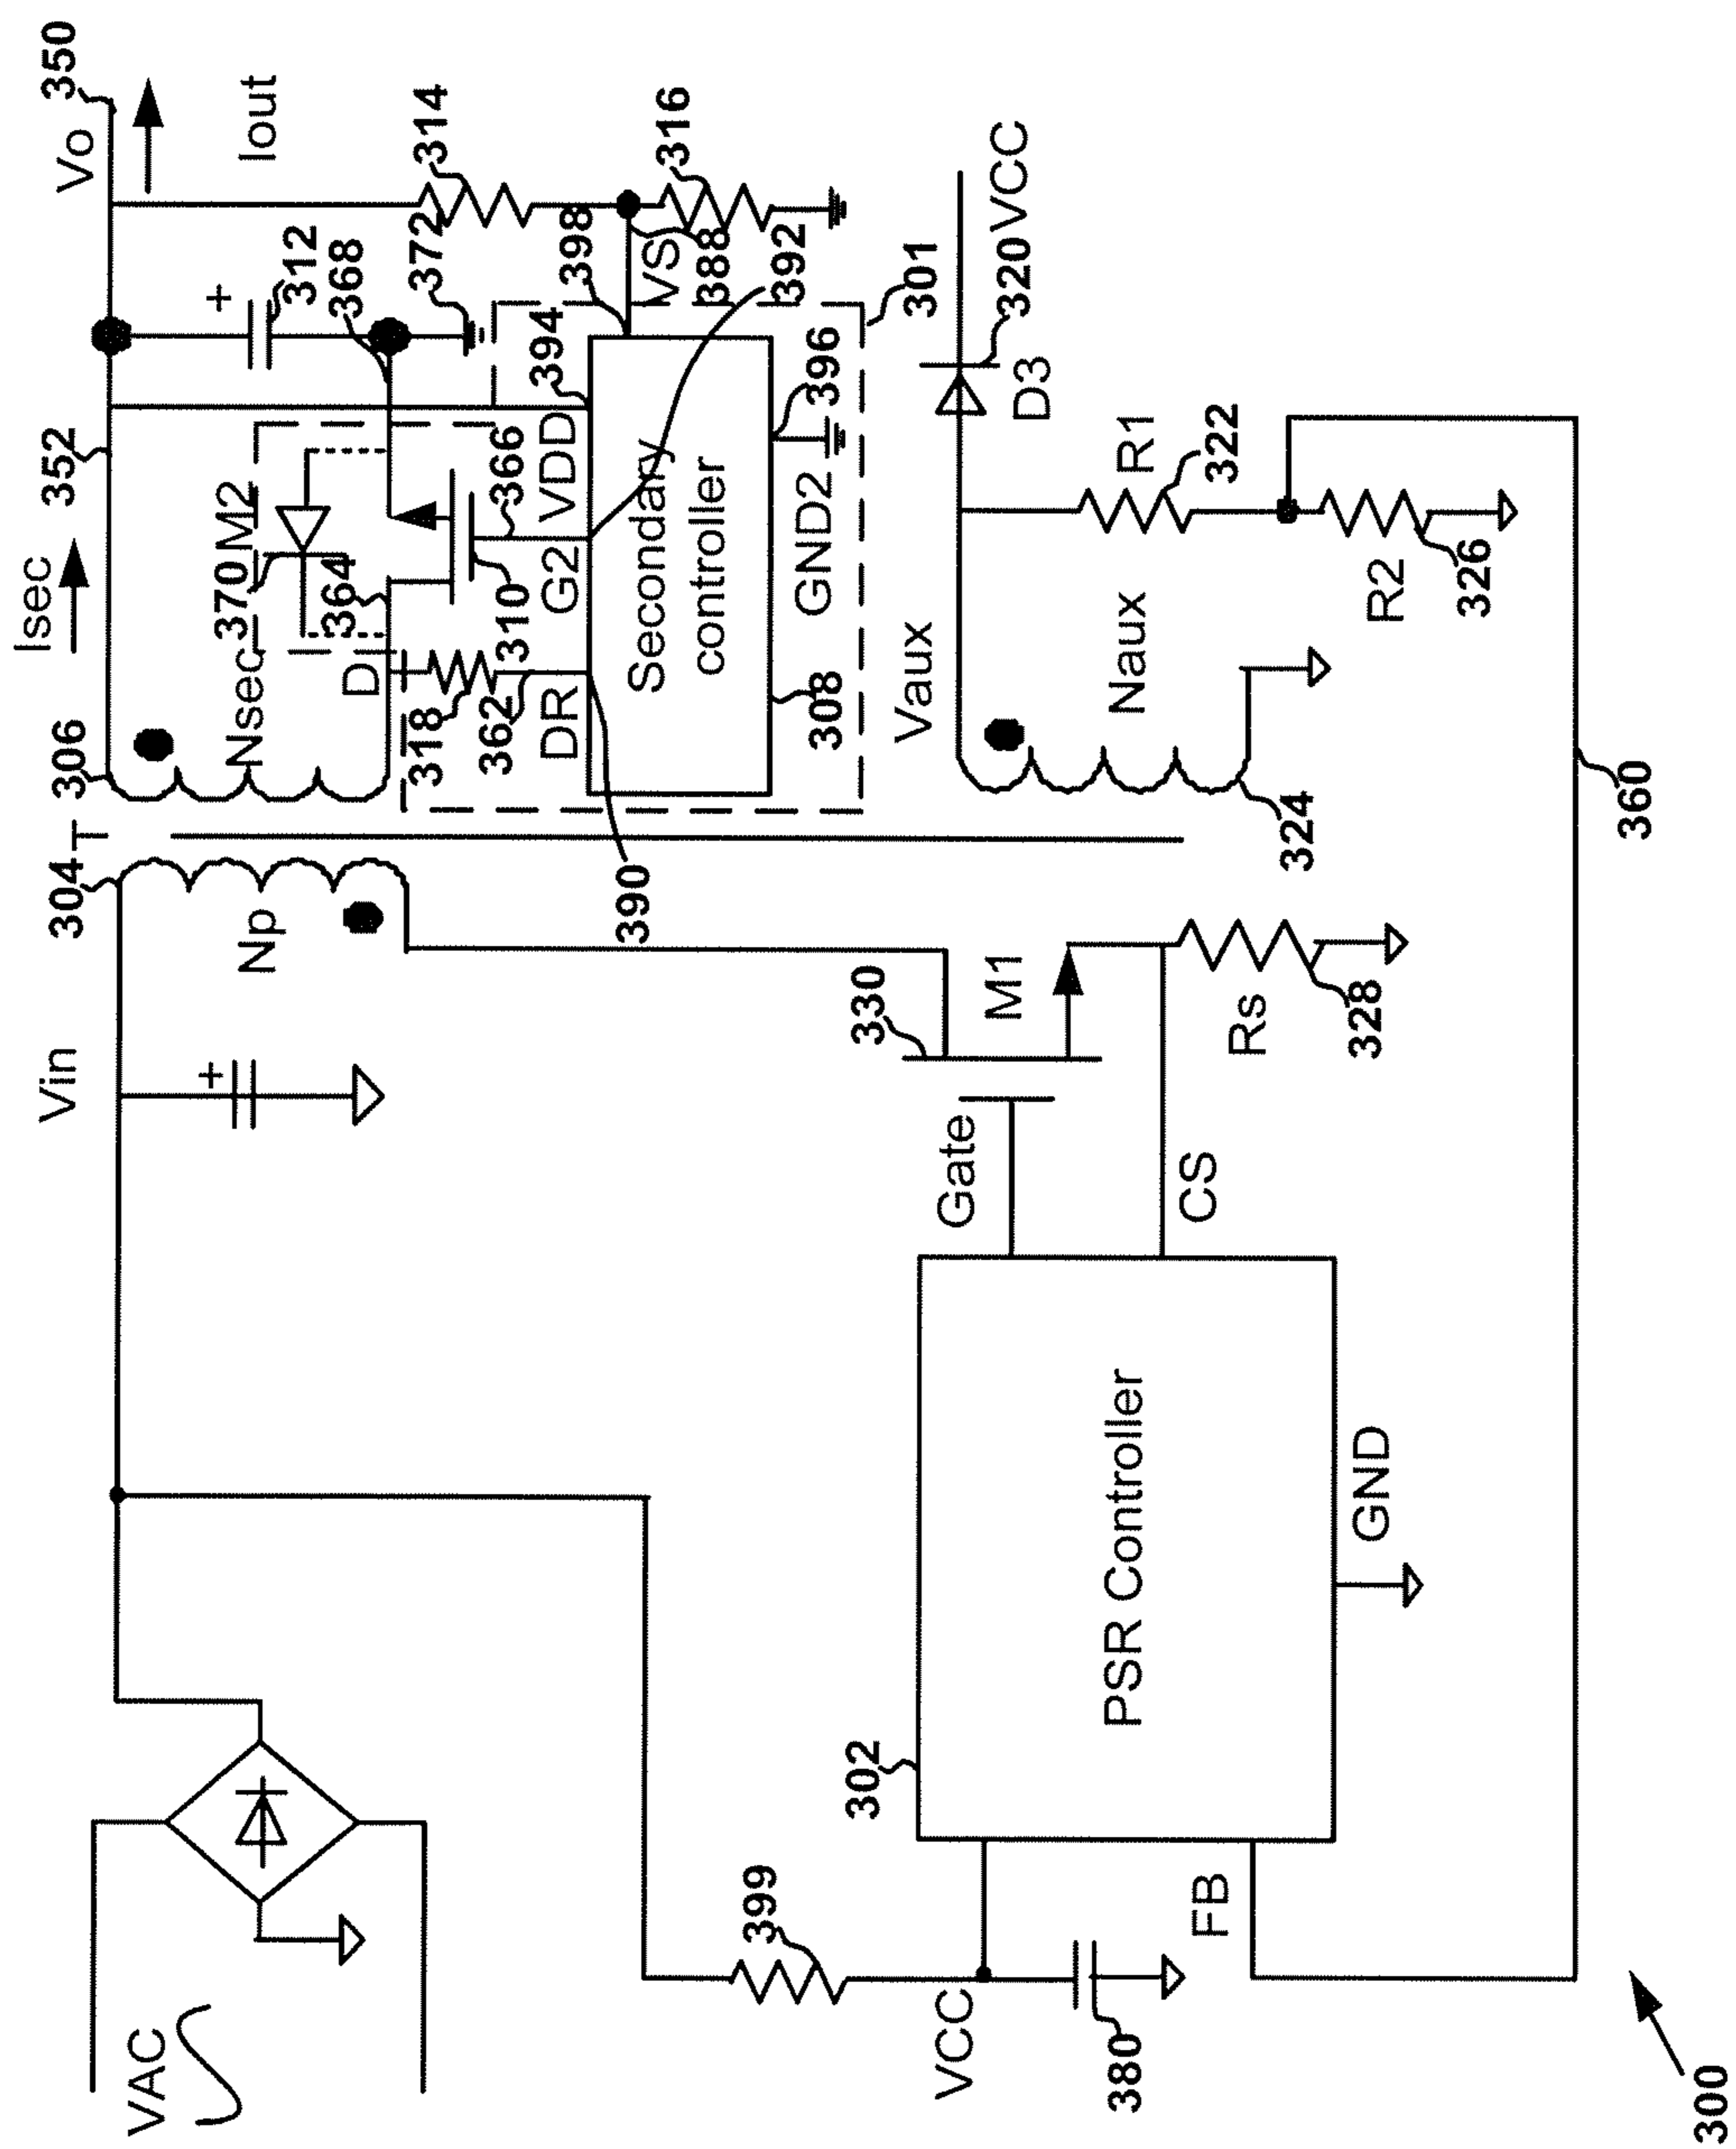 VAC
Vin
304
T
306
Isec
352
Vo
350
Iout
Np
Nsec
370
M2
364
D
318
362
310
366
368
312
372
314
DR
G2
VDD
394
398
VS
388
316
392
390
Secondary
controller
308
GND2
396
301
399
VCC
380
302
PSR Controller
FB
GND
Gate
CS
330
M1
Rs
328
Vaux
Naux
324
D3
320
VCC
R1
322
R2
326
360
300